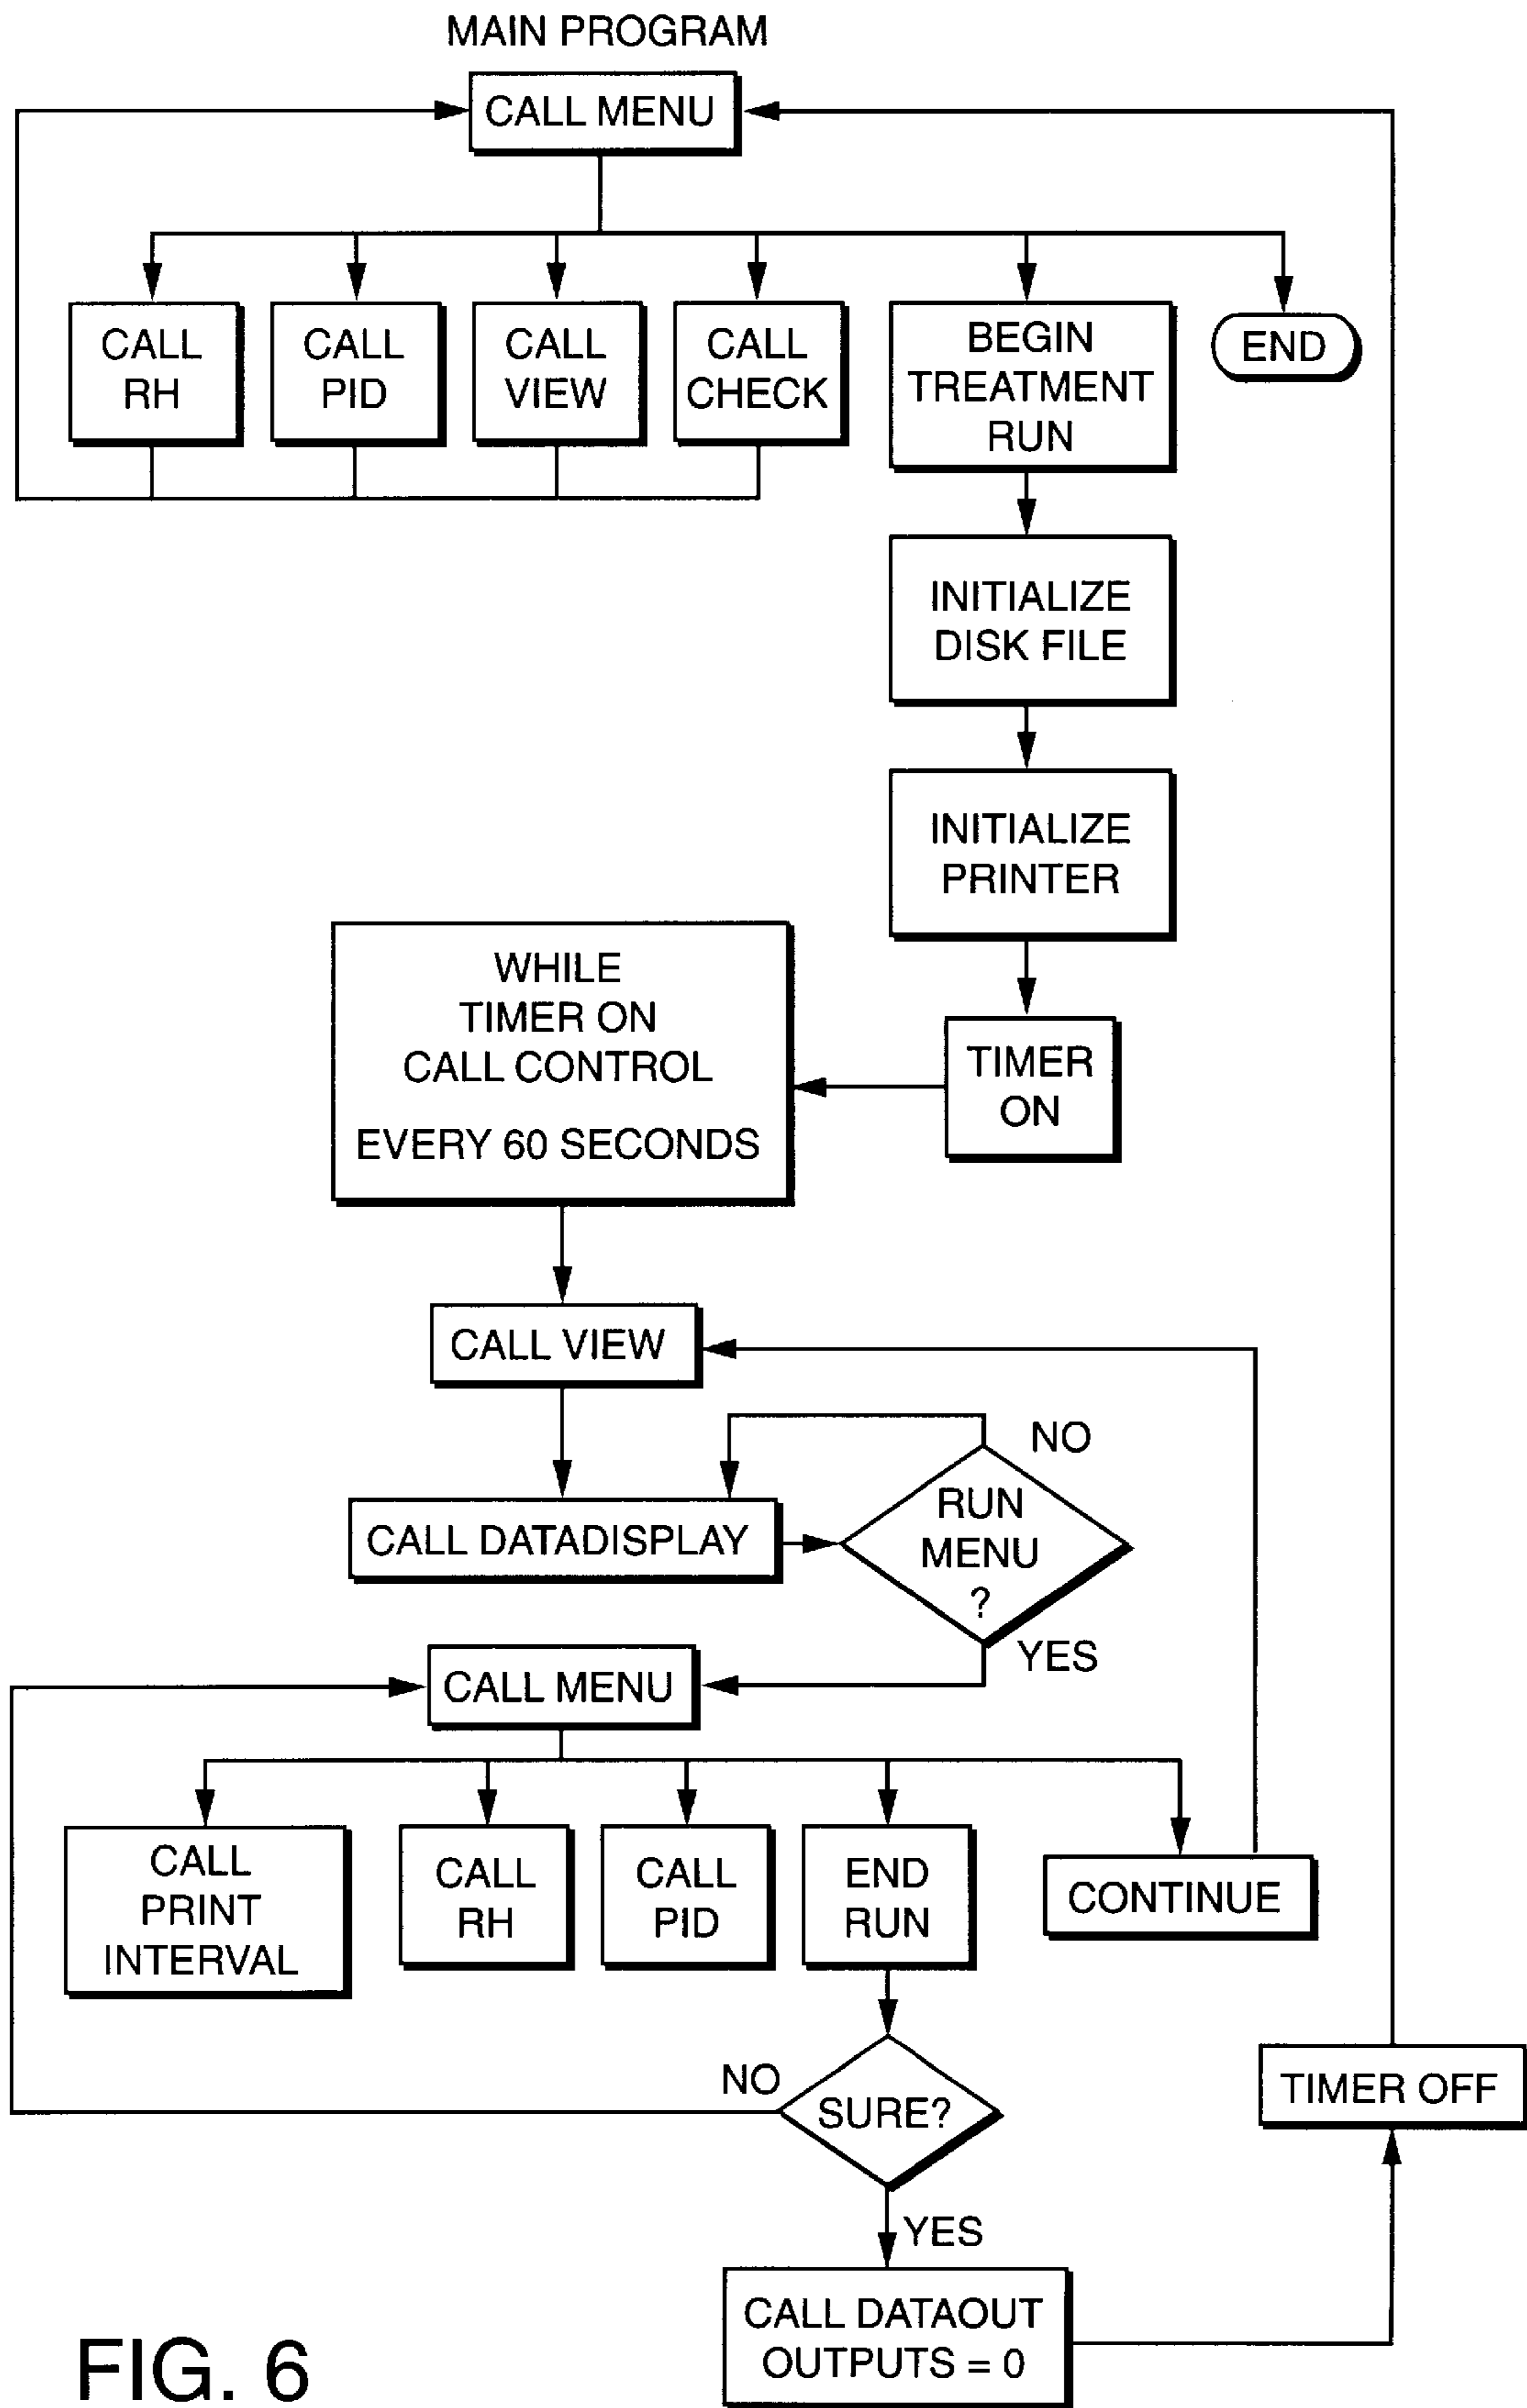 MAIN PROGRAM
CALL MENU
CALL
RH
CALL
PID
CALL
VIEW
CALL
CHECK
BEGIN
TREATMENT
RUN
END
INITIALIZE
DISK FILE
INITIALIZE
PRINTER
WHILE
TIMER ON
CALL CONTROL
EVERY 60 SECONDS
TIMER
ON
CALL VIEW
NO
RUN
MENU
?
CALL DATADISPLAY
YES
CALL MENU
CALL
PRINT
INTERVAL
CALL
RH
CALL
PID
END
RUN
CONTINUE
NO
SURE?
TIMER OFF
YES
CALL DATAOUT
OUTPUTS = 0
FIG. 6